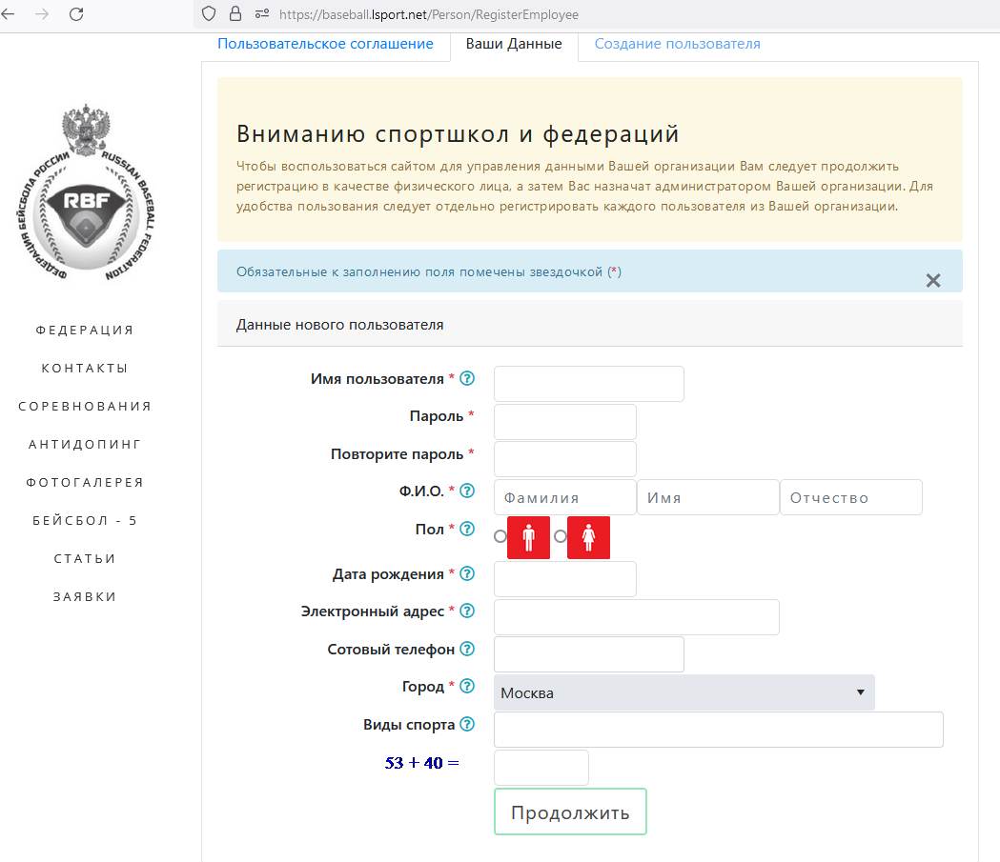 https://baseball.lsport.net/Person/RegisterEmployee
Пользовательское соглашение
Ваши Данные
Создание пользователя
ФЕДЕРАЦИЯ БЕЙСБОЛА РОССИИ
RUSSIAN BASEBALL FEDERATION
RBF
ФЕДЕРАЦИЯ
КОНТАКТЫ
СОРЕВНОВАНИЯ
АНТИДОПИНГ
ФОТОГАЛЕРЕЯ
БЕЙСБОЛ - 5
СТАТЬИ
ЗАЯВКИ
Вниманию спортшкол и федераций
Чтобы воспользоваться сайтом для управления данными Вашей организации Вам следует продолжить
регистрацию в качестве физического лица, а затем Вас назначат администратором Вашей организации. Для
удобства пользования следует отдельно регистрировать каждого пользователя из Вашей организации.
Обязательные к заполнению поля помечены звездочкой (*)
Данные нового пользователя
Имя пользователя *
Пароль *
Повторите пароль *
Ф.И.О. * Фамилия Имя Отчество
Пол *
Дата рождения *
Электронный адрес *
Сотовый телефон
Город * Москва
Виды спорта
53 + 40 =
Продолжить